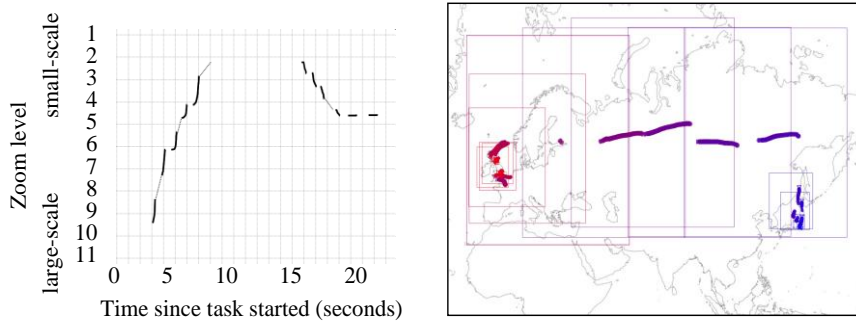 small-scale
large-scale
Zoom level
1
2
3
4
5
6
7
8
9
10
11
0 5 10 15 20
Time since task started (seconds)